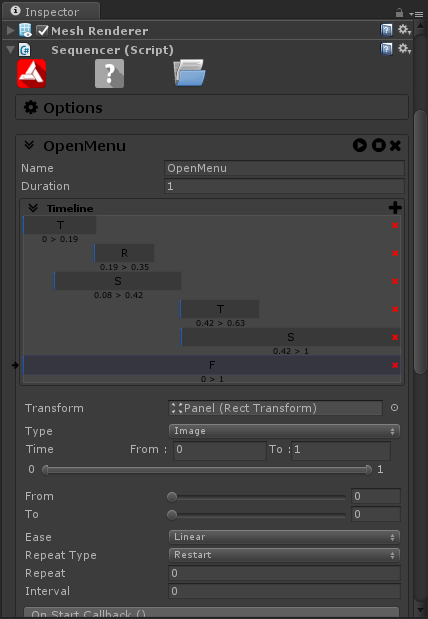 Inspector
Mesh Renderer
Sequencer (Script)
?
Options
OpenMenu
Name OpenMenu
Duration 1
Timeline
T
0 > 0.19
R
0.19 > 0.35
S
0.08 > 0.42
T
0.42 > 0.63
S
0.42 > 1
F
0 > 1
Transform Panel (Rect Transform)
Type Image
Time From : 0 To : 1
0 1
From 0
To 0
Ease Linear
Repeat Type Restart
Repeat 0
Interval 0
On Start Callback ()